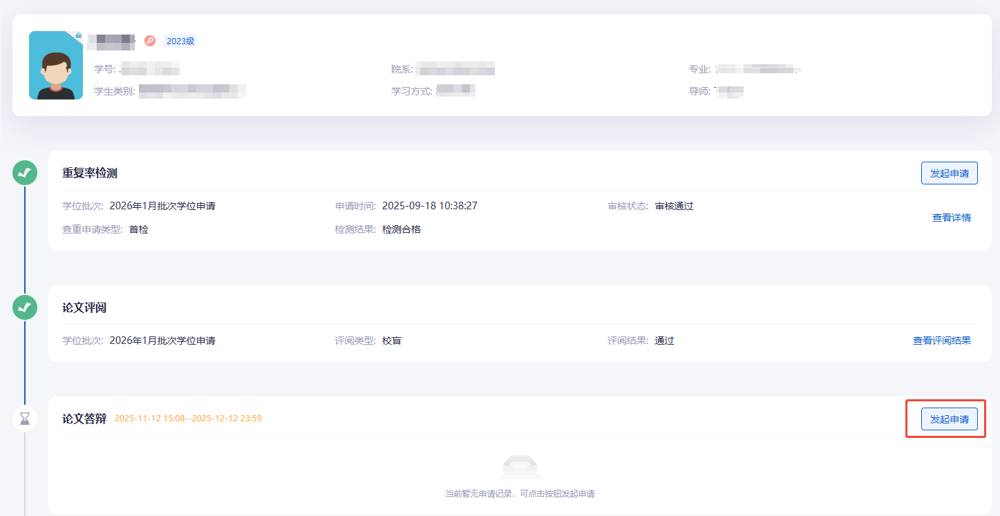 2023级
学号: 院系: 专业:
学生类别: 学习方式: 导师:
重复率检测 发起申请
学位批次: 2026年1月批次学位申请 申请时间: 2025-09-18 10:38:27 审核状态: 审核通过
查看详情
查重申请类型: 首检 检测结果: 检测合格
论文评阅
学位批次: 2026年1月批次学位申请 评阅类型: 校盲 评阅结果: 通过 查看评阅结果
论文答辩 2025-11-12 15:08--2025-12-12 23:59 发起申请
当前暂无申请记录，可点击按钮发起申请